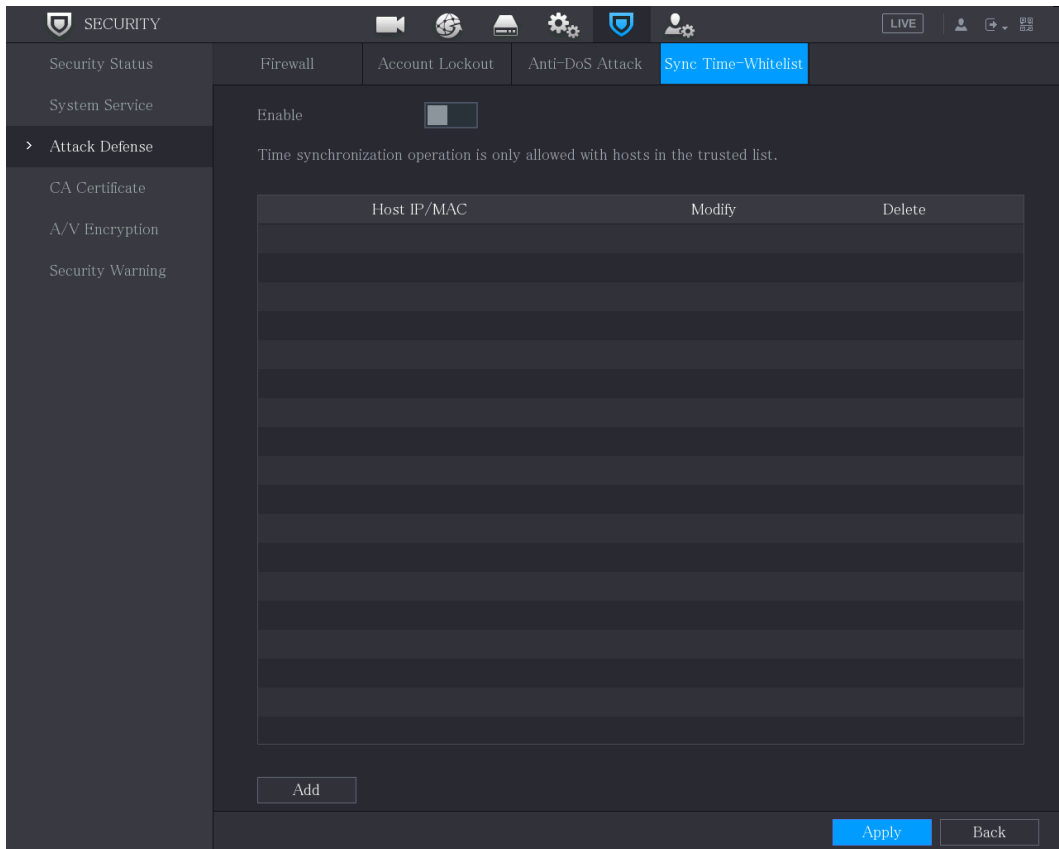 SECURITY
LIVE
Security Status
System Service
Attack Defense
CA Certificate
A/V Encryption
Security Warning
Firewall Account Lockout Anti-DoS Attack Sync Time-Whitelist
Enable
Time synchronization operation is only allowed with hosts in the trusted list.
Host IP/MAC Modify Delete
Add
Apply Back